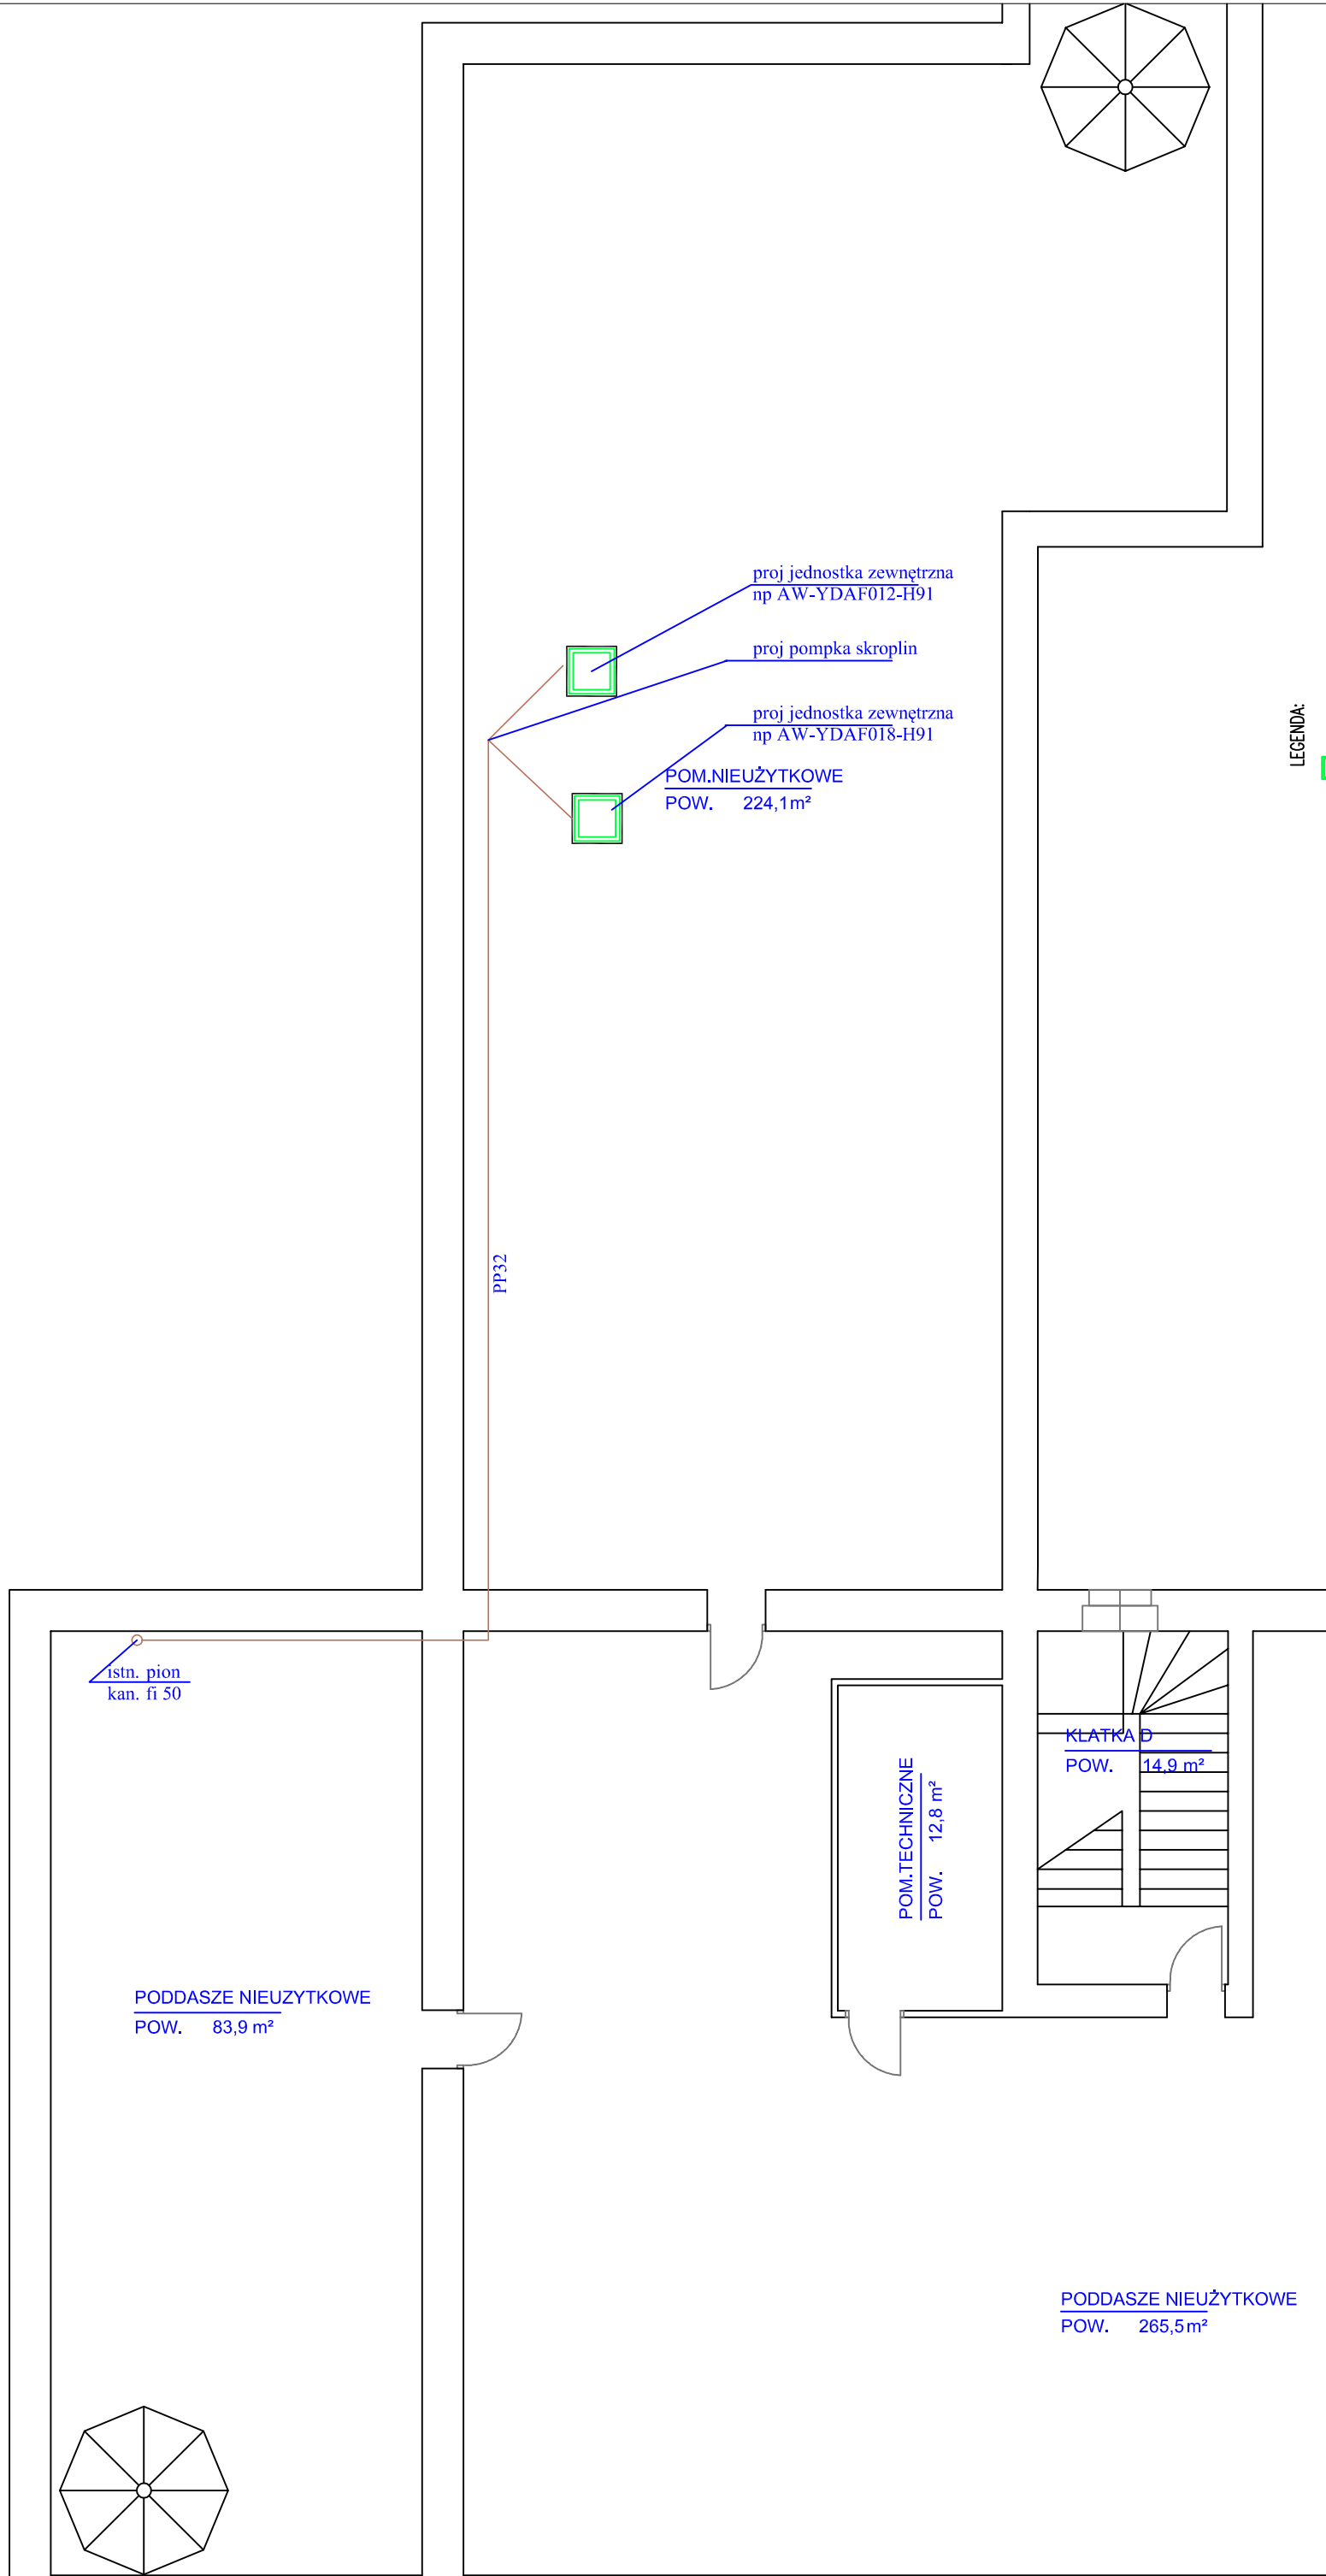 proj jednostka zewnętrzna
np AW-YDAF012-H91
proj pompka skroplin
proj jednostka zewnętrzna
np AW-YDAF018-H91
LEGENDA:
POM.NIEUŻYTKOWE
POW. 224,1m²
PP32
istn. pion
kan. fi 50
KLATKA D
POW. 14,9 m²
POM.TECHNICZNE
POW. 12,8 m²
PODDASZE NIEUZYTKOWE
POW. 83,9 m²
PODDASZE NIEUŻYTKOWE
POW. 265,5m²